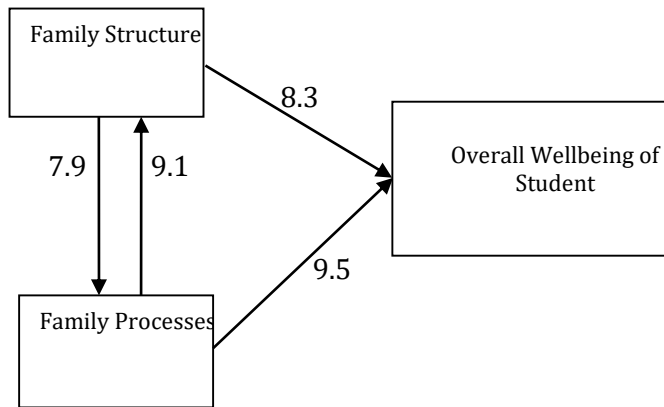 Family Structure
8.3
7.9
9.1
Overall Wellbeing of
Student
9.5
Family Processes